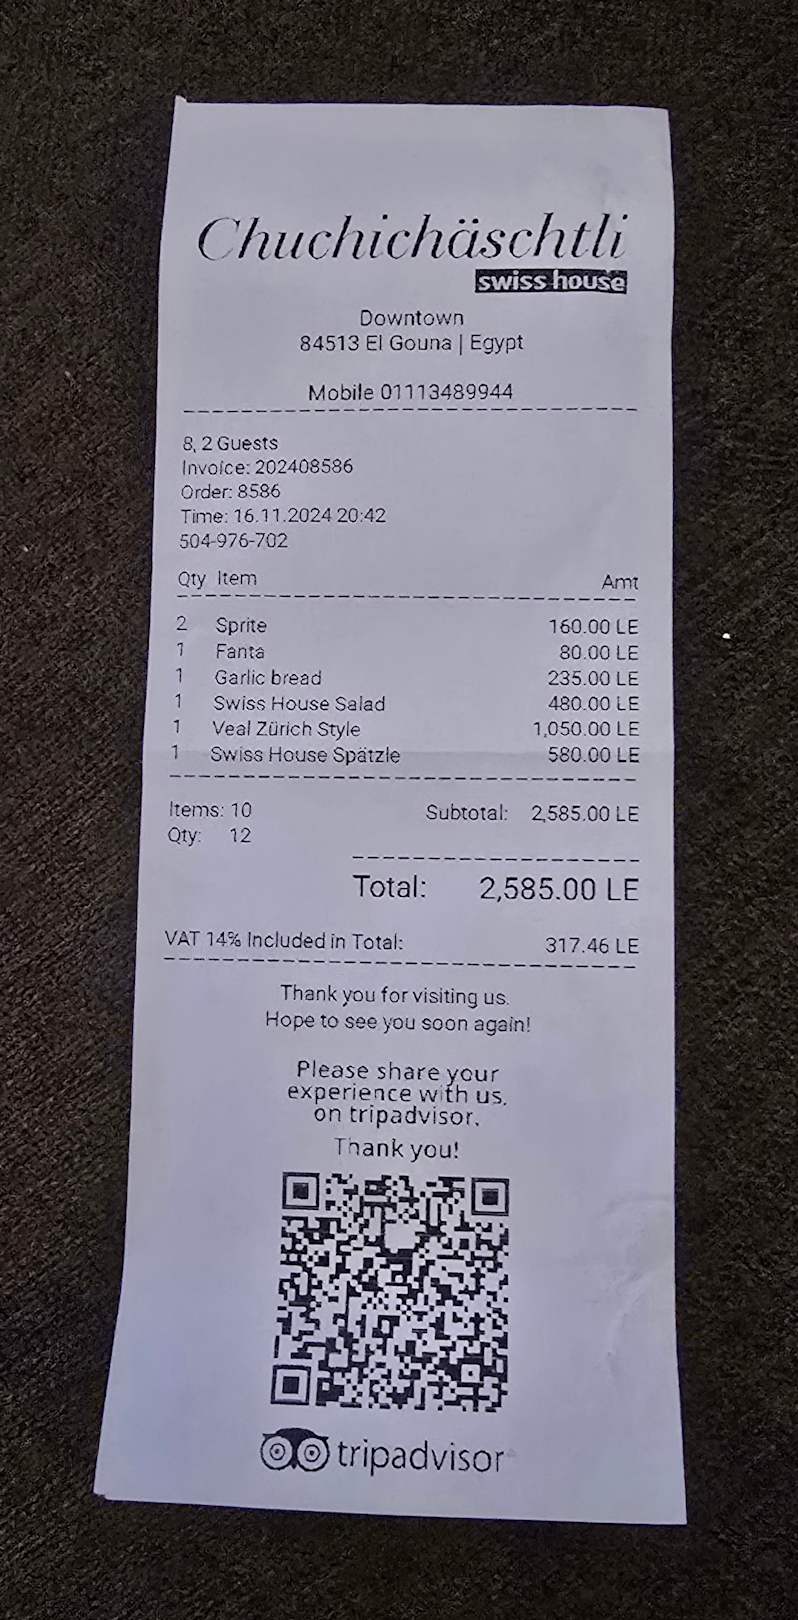 Chuchichäschtli
swiss house
Downtown
84513 El Gouna | Egypt
Mobile 01113489944
8, 2 Guests
Invoice: 202408586
Order: 8586
Time: 16.11.2024 20:42
504-976-702
Qty Item Amt
2 Sprite 160.00 LE
1 Fanta 80.00 LE
1 Garlic bread 235.00 LE
1 Swiss House Salad 480.00 LE
1 Veal Zürich Style 1,050.00 LE
1 Swiss House Spätzle 580.00 LE
Items: 10 Subtotal: 2,585.00 LE
Qty: 12
Total: 2,585.00 LE
VAT 14% Included in Total: 317.46 LE
Thank you for visiting us.
Hope to see you soon again!
Please share your
experience with us,
on tripadvisor.
Thank you!
tripadvisor